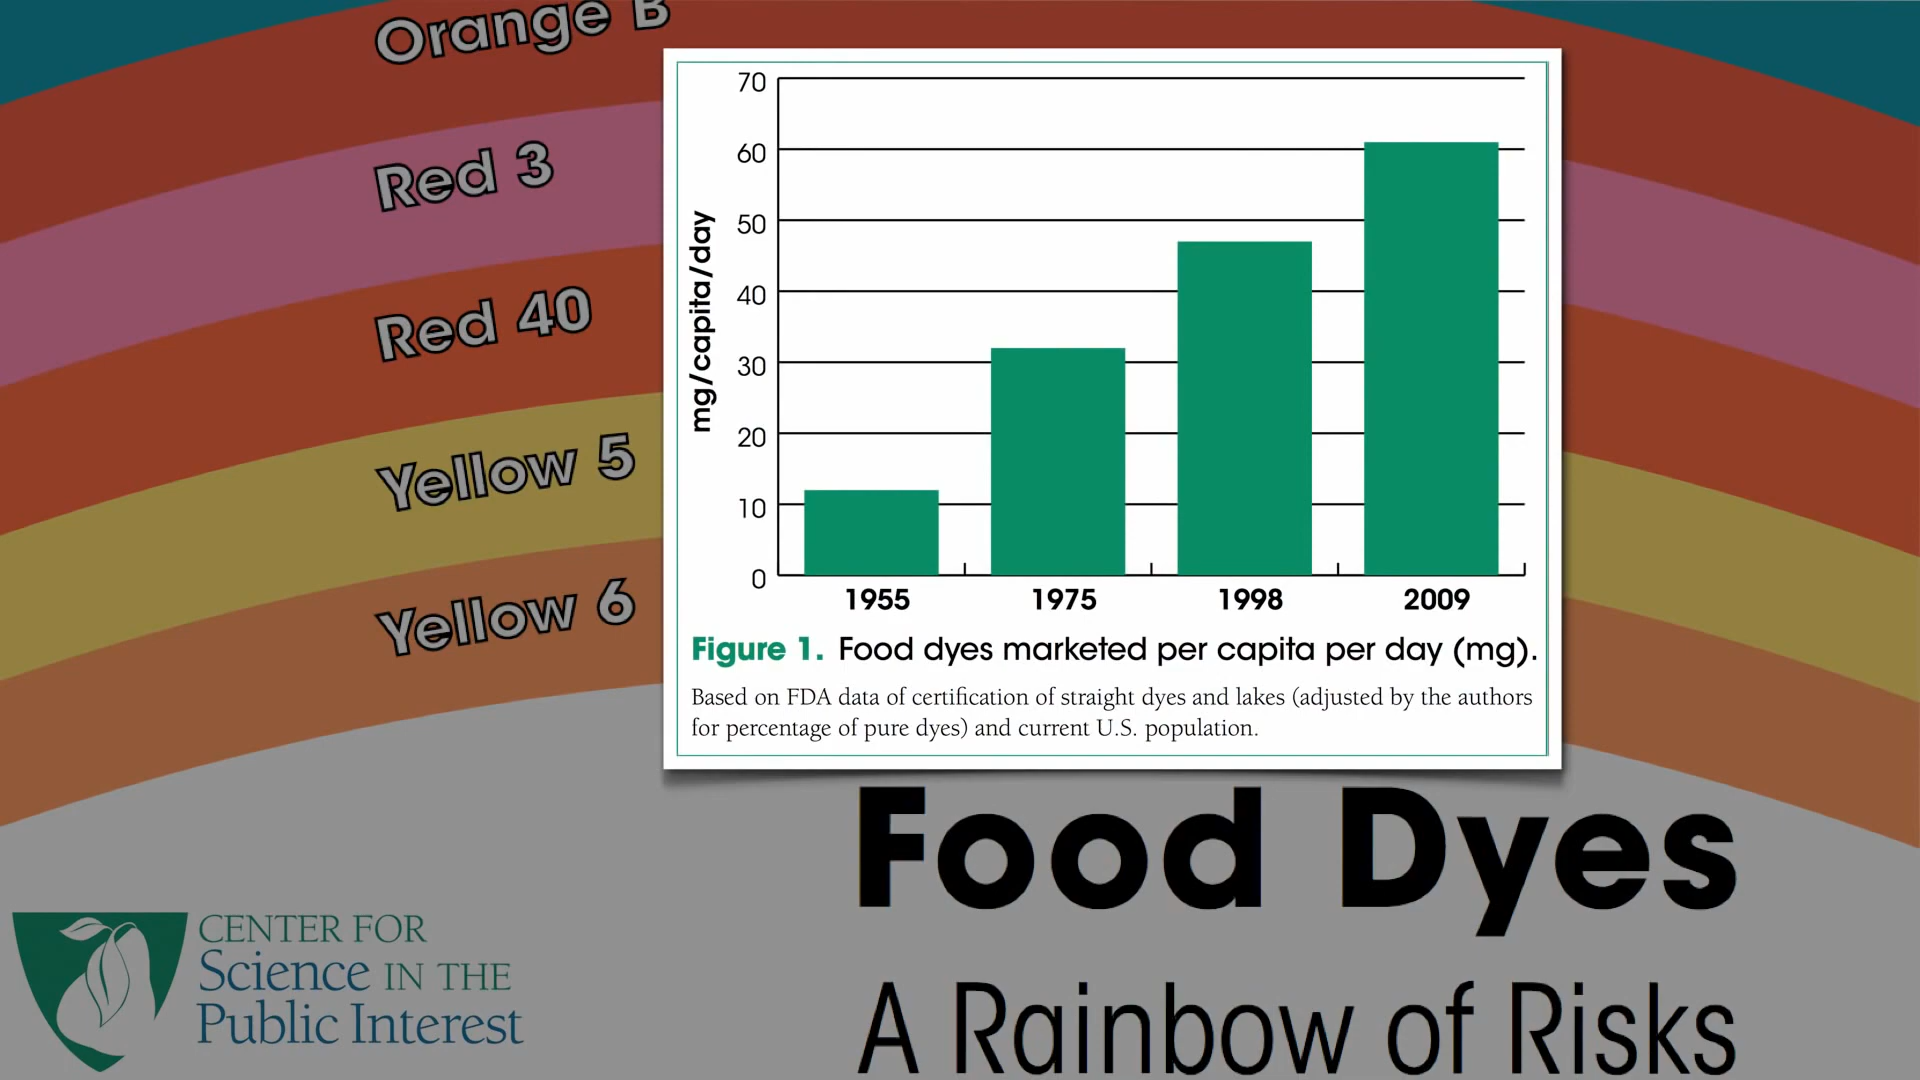 Orange B
Red 3
Red 40
Yellow 5
Yellow 6
70
60
50
40
30
20
10
0
mg/capita/day
1955 1975 1998 2009
Figure 1. Food dyes marketed per capita per day (mg).
Based on FDA data of certification of straight dyes and lakes (adjusted by the authors
for percentage of pure dyes) and current U.S. population.
Food Dyes
A Rainbow of Risks
CENTER FOR
Science IN THE
Public Interest